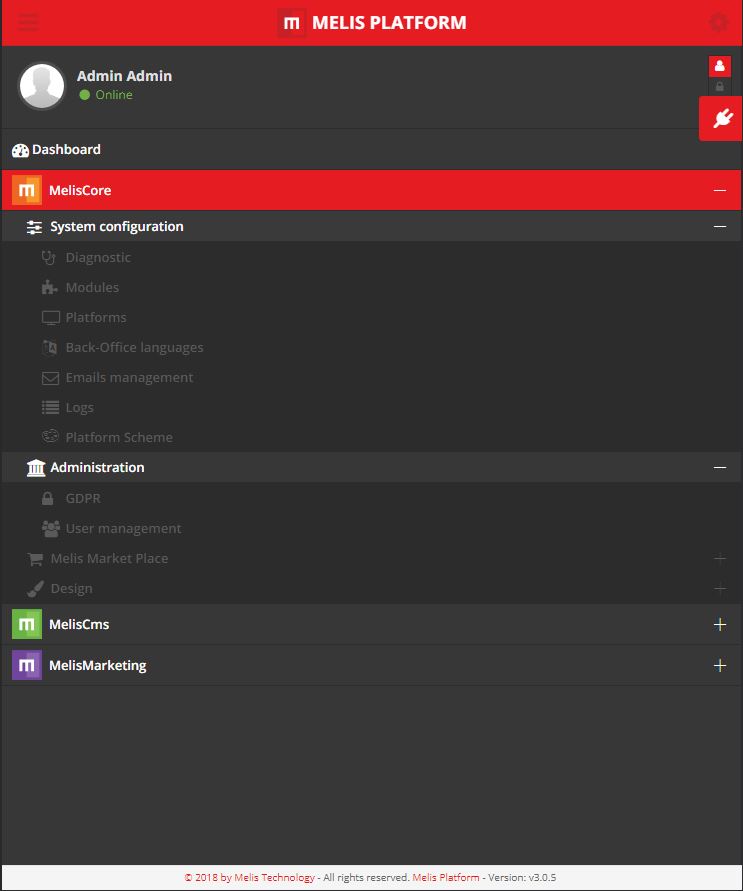 m MELIS PLATFORM
Admin Admin
Online
Dashboard
m MelisCore
System configuration
Diagnostic
Modules
Platforms
Back-Office languages
Emails management
Logs
Platform Scheme
Administration
GDPR
User management
Melis Market Place
Design
m MelisCms
m MelisMarketing
© 2018 by Melis Technology - All rights reserved. Melis Platform - Version: v3.0.5